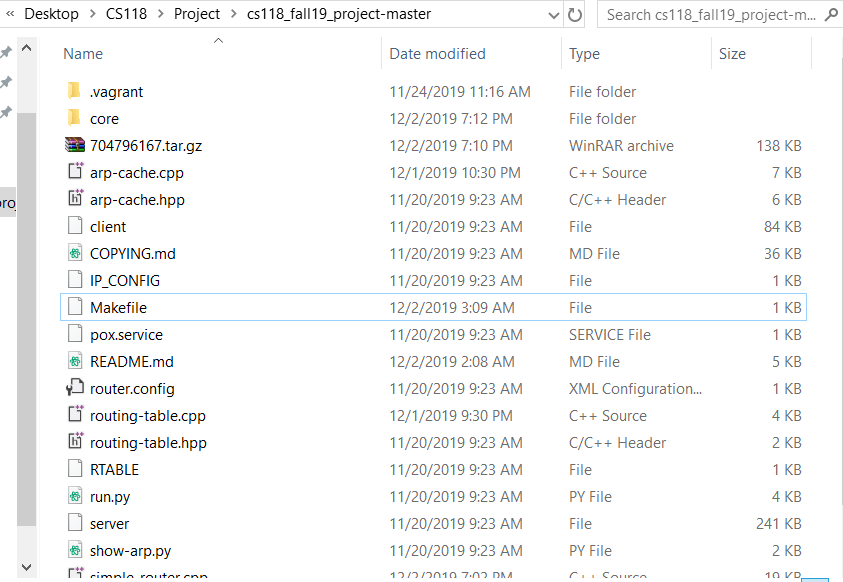 « Desktop > CS118 > Project > cs118_fall19_project-master
Search cs118_fall19_project-m...
Name Date modified Type Size
.vagrant 11/24/2019 11:16 AM File folder
core 12/2/2019 7:12 PM File folder
704796167.tar.gz 12/2/2019 7:10 PM WinRAR archive 138 KB
arp-cache.cpp 12/1/2019 10:30 PM C++ Source 7 KB
arp-cache.hpp 11/20/2019 9:23 AM C/C++ Header 6 KB
client 11/20/2019 9:23 AM File 84 KB
COPYING.md 11/20/2019 9:23 AM MD File 36 KB
IP_CONFIG 11/20/2019 9:23 AM File 1 KB
Makefile 12/2/2019 3:09 AM File 1 KB
pox.service 11/20/2019 9:23 AM SERVICE File 1 KB
README.md 12/2/2019 2:08 AM MD File 5 KB
router.config 11/20/2019 9:23 AM XML Configuration... 1 KB
routing-table.cpp 12/1/2019 9:30 PM C++ Source 4 KB
routing-table.hpp 11/20/2019 9:23 AM C/C++ Header 2 KB
RTABLE 11/20/2019 9:23 AM File 1 KB
run.py 11/20/2019 9:23 AM PY File 4 KB
server 11/20/2019 9:23 AM File 241 KB
show-arp.py 11/20/2019 9:23 AM PY File 2 KB
simple-router.cpp 12/2/2019 7:02 PM C++ Source 19 KB